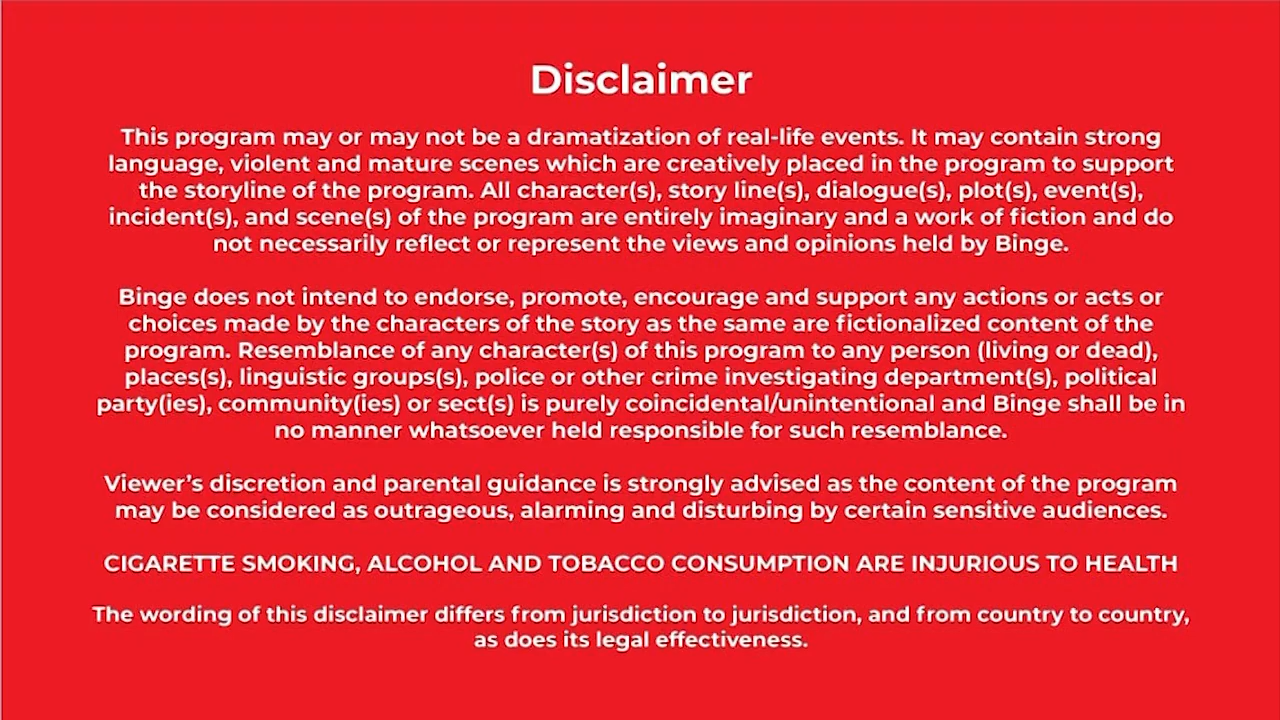 Disclaimer
This program may or may not be a dramatization of real-life events. It may contain strong
language, violent and mature scenes which are creatively placed in the program to support
the storyline of the program. All character(s), story line(s), dialogue(s), plot(s), event(s),
incident(s), and scene(s) of the program are entirely imaginary and a work of fiction and do
not necessarily reflect or represent the views and opinions held by Binge.
Binge does not intend to endorse, promote, encourage and support any actions or acts or
choices made by the characters of the story as the same are fictionalized content of the
program. Resemblance of any character(s) of this program to any person (living or dead),
places(s), linguistic groups(s), police or other crime investigating department(s), political
party(ies), community(ies) or sect(s) is purely coincidental/unintentional and Binge shall be in
no manner whatsoever held responsible for such resemblance.
Viewer's discretion and parental guidance is strongly advised as the content of the program
may be considered as outrageous, alarming and disturbing by certain sensitive audiences.
CIGARETTE SMOKING, ALCOHOL AND TOBACCO CONSUMPTION ARE INJURIOUS TO HEALTH
The wording of this disclaimer differs from jurisdiction to jurisdiction, and from country to country,
as does its legal effectiveness.